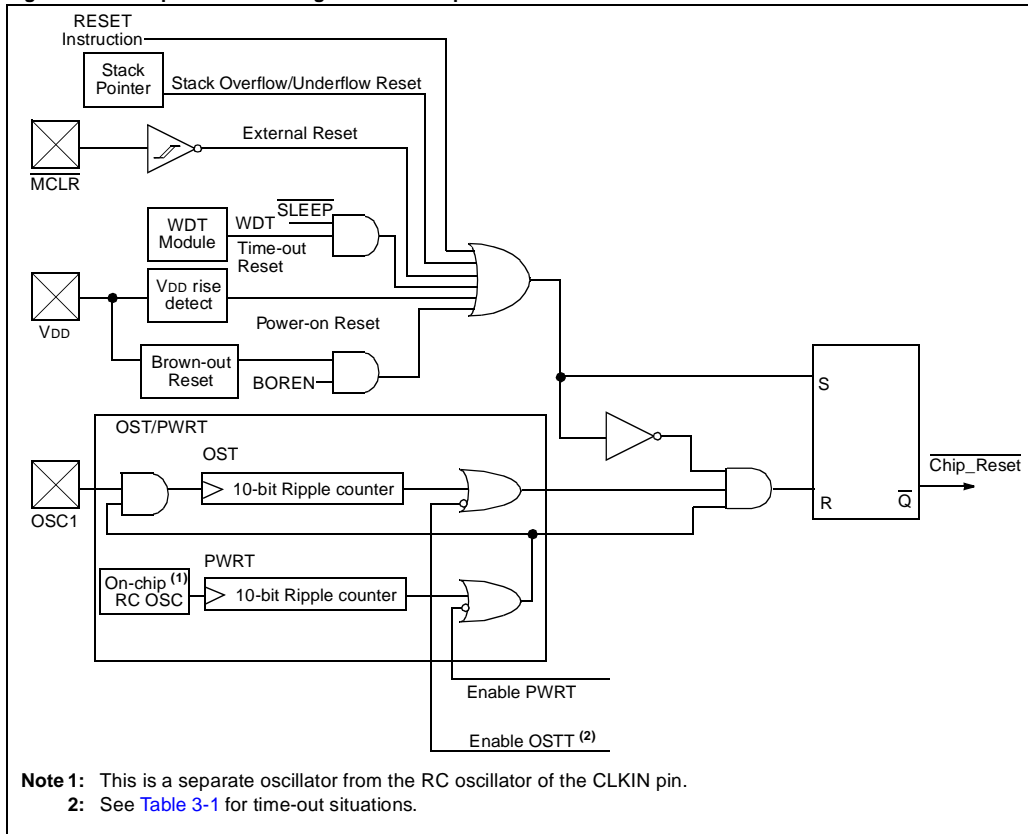 RESET
Instruction
Stack
Pointer
Stack Overflow/Underflow Reset
External Reset
MCLR
SLEEP
WDT
Module
WDT
Time-out
Reset
VDD rise
detect
VDD
Power-on Reset
Brown-out
Reset
BOREN
S
OST/PWRT
OST
Chip_Reset
10-bit Ripple counter
OSC1
R
Q
PWRT
On-chip (1)
RC OSC
10-bit Ripple counter
Enable PWRT
Enable OSTT (2)
Note 1: This is a separate oscillator from the RC oscillator of the CLKIN pin.
2: See Table 3-1 for time-out situations.